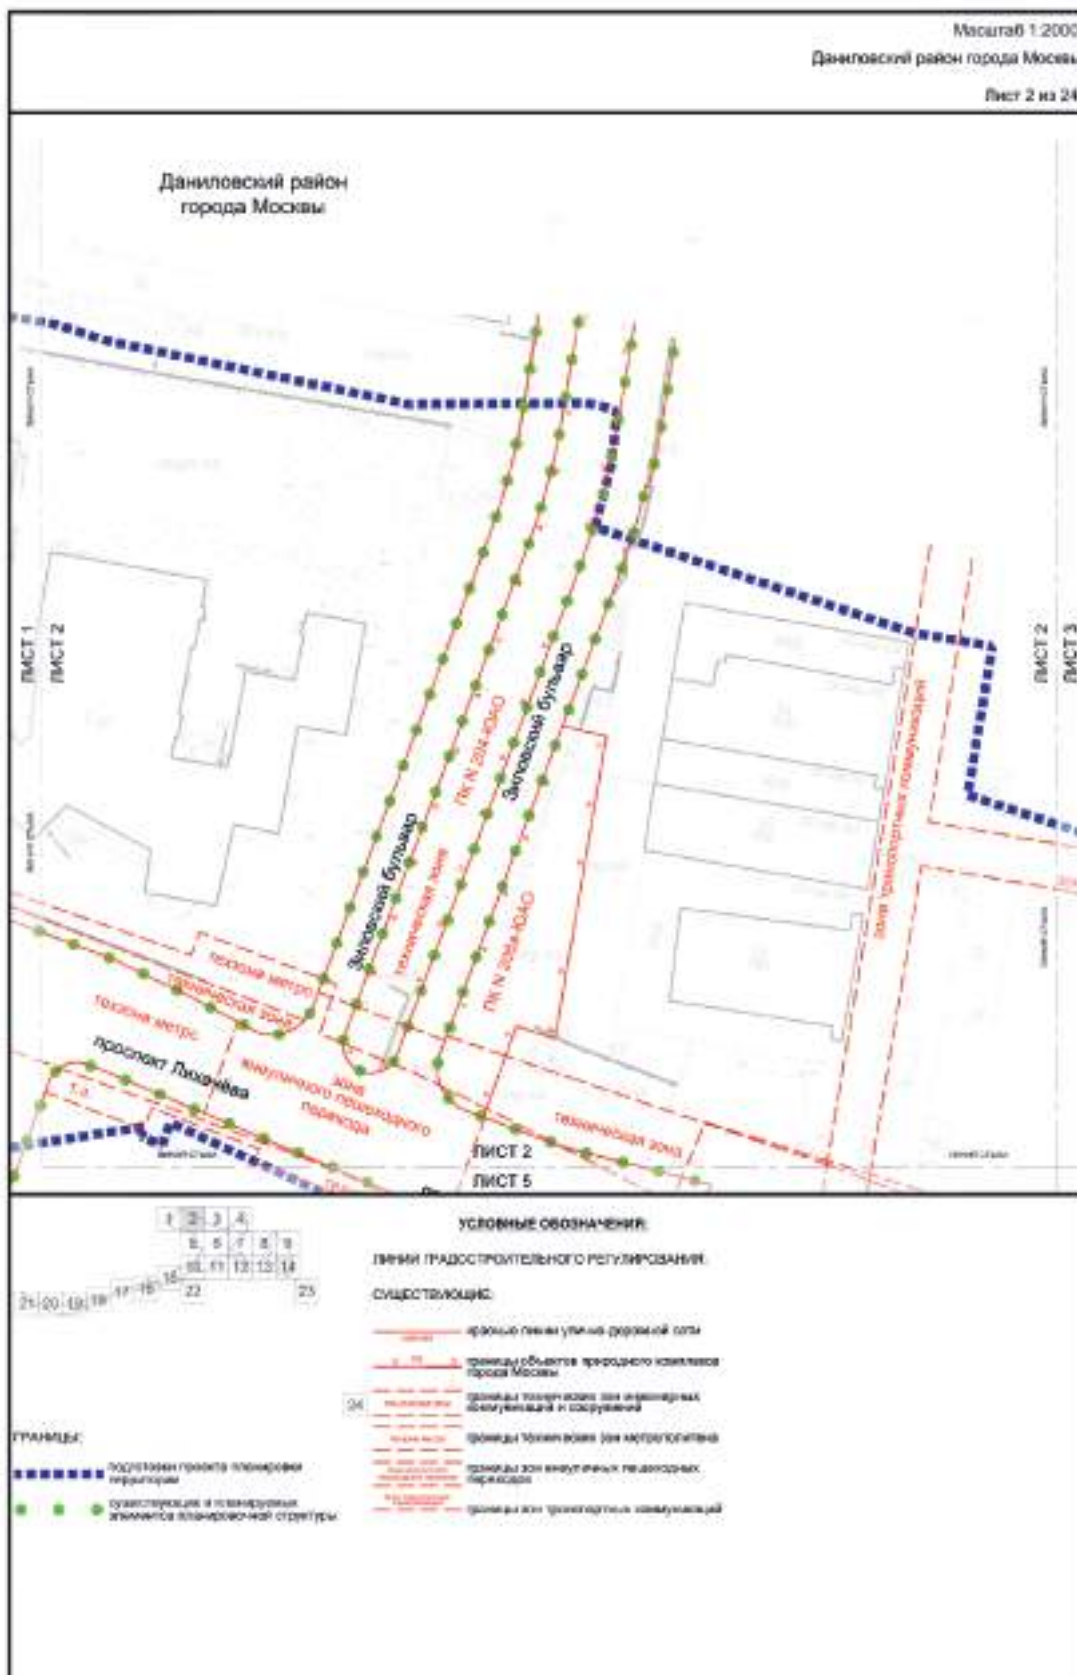 Масштаб 1:2000
Даниловский район города Москвы
Лист 2 из 24
Даниловский район
города Москвы
ЛИСТ 1
ЛИСТ 2
ЛИСТ 2
ЛИСТ 3
Зиловский бульвар
ПК N 204-ЮАО
Зиловский бульвар
техническая зона
ПК N 206а-ЮАО
зона транспортных коммуникаций
техзона метро
техническая зона
техзона метро
проспект Лихачёва
зона
внеуличного пешеходного
перехода
техническая зона
т.з.
линия стыка
линия стыка
ЛИСТ 2
ЛИСТ 5
1 2 3 4
5 6 7 8 9
10 11 12 13 14
21 20 19 18 17 16 15 22 23
24
УСЛОВНЫЕ ОБОЗНАЧЕНИЯ:
ЛИНИИ ГРАДОСТРОИТЕЛЬНОГО РЕГУЛИРОВАНИЯ:
СУЩЕСТВУЮЩИЕ:
красные линии улично-дорожной сети
границы объектов природного комплекса
города Москвы
границы технических зон инженерных
коммуникаций и сооружений
границы технических зон метрополитена
границы зон внеуличных пешеходных
переходов
границы зон транспортных коммуникаций
ГРАНИЦЫ:
подготовки проекта планировки
территории
существующих и планируемых
элементов планировочной структуры